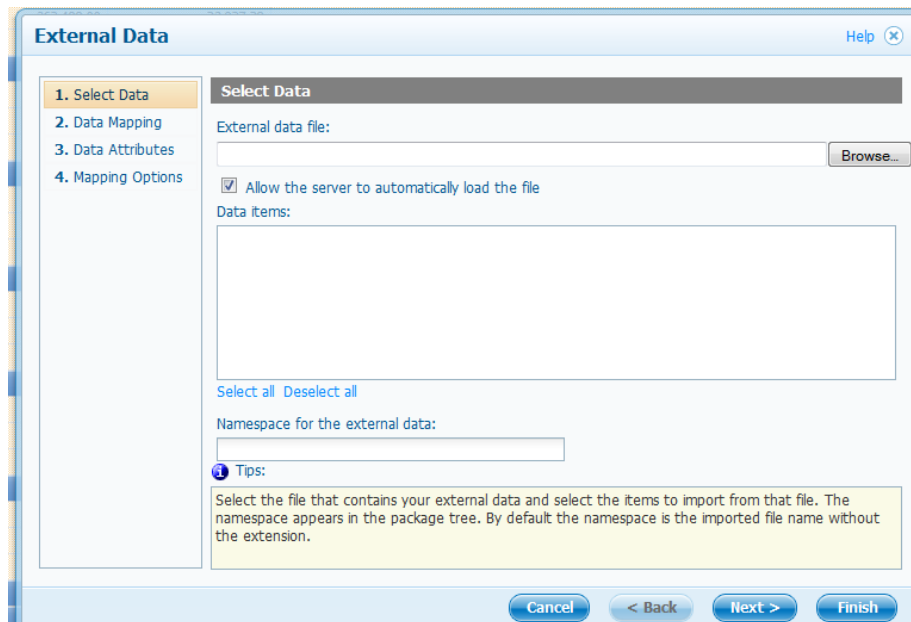 External Data
Help
1. Select Data
2. Data Mapping
3. Data Attributes
4. Mapping Options
Select Data
External data file:
Browse...
Allow the server to automatically load the file
Data items:
Select all Deselect all
Namespace for the external data:
Tips:
Select the file that contains your external data and select the items to import from that file. The
namespace appears in the package tree. By default the namespace is the imported file name without
the extension.
Cancel < Back Next > Finish